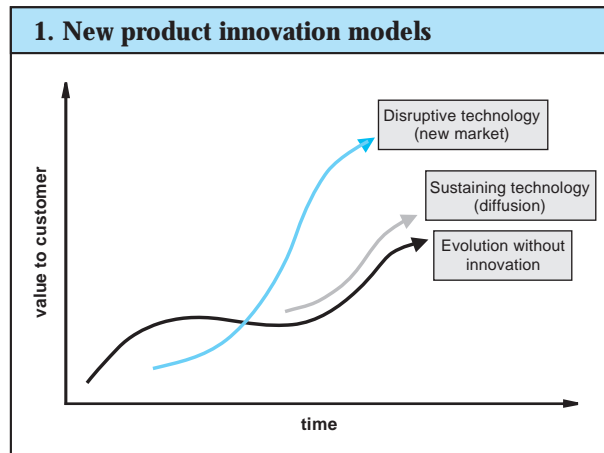 1. New product innovation models
Disruptive technology
(new market)
Sustaining technology
(diffusion)
Evolution without
innovation
value to customer
time